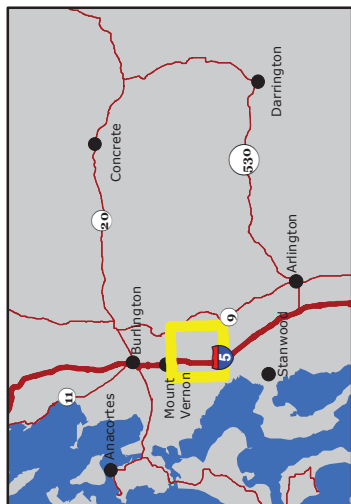 Darrington
530
Concrete
20
Arlington
9
Burlington
Mount
Vernon
5
Stanwood
11
Anacortes